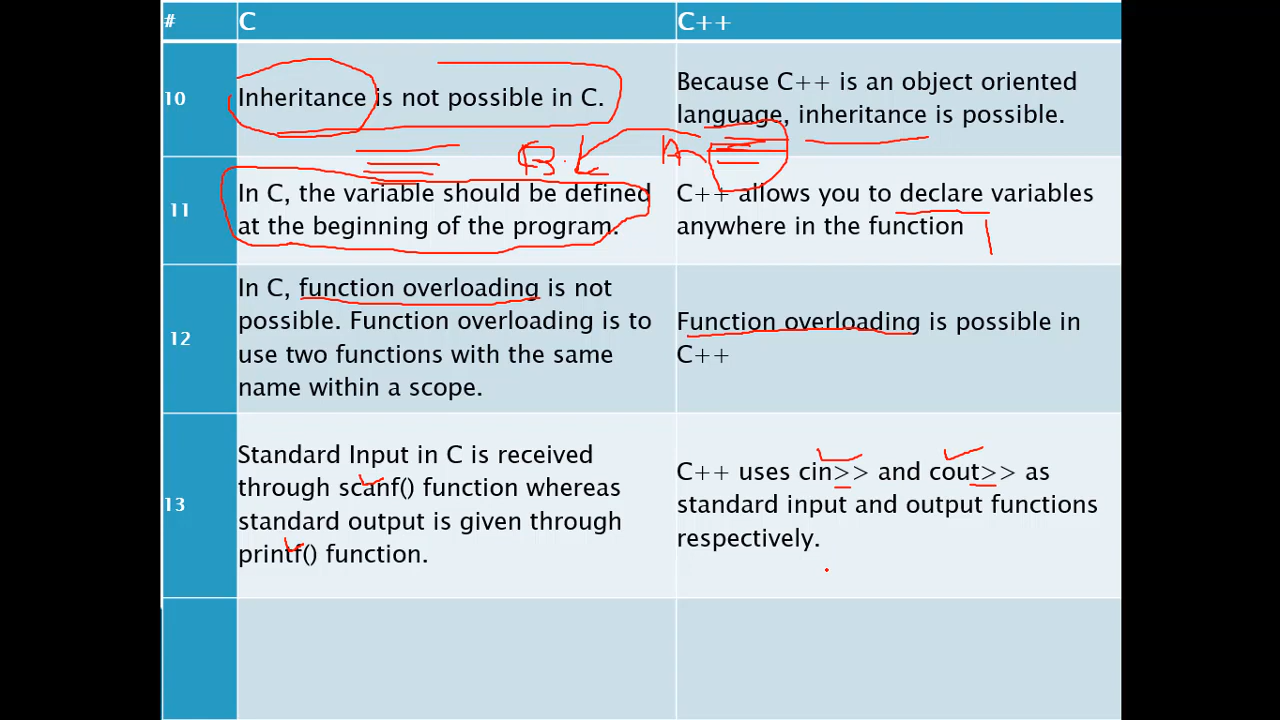 # C C++
10 Inheritance is not possible in C. Because C++ is an object oriented
language, inheritance is possible.
B. A
11 In C, the variable should be defined
at the beginning of the program.
C++ allows you to declare variables
anywhere in the function
12 In C, function overloading is not
possible. Function overloading is to
use two functions with the same
name within a scope.
Function overloading is possible in
C++
13 Standard Input in C is received
through scanf() function whereas
standard output is given through
printf() function.
C++ uses cin>> and cout>> as
standard input and output functions
respectively.